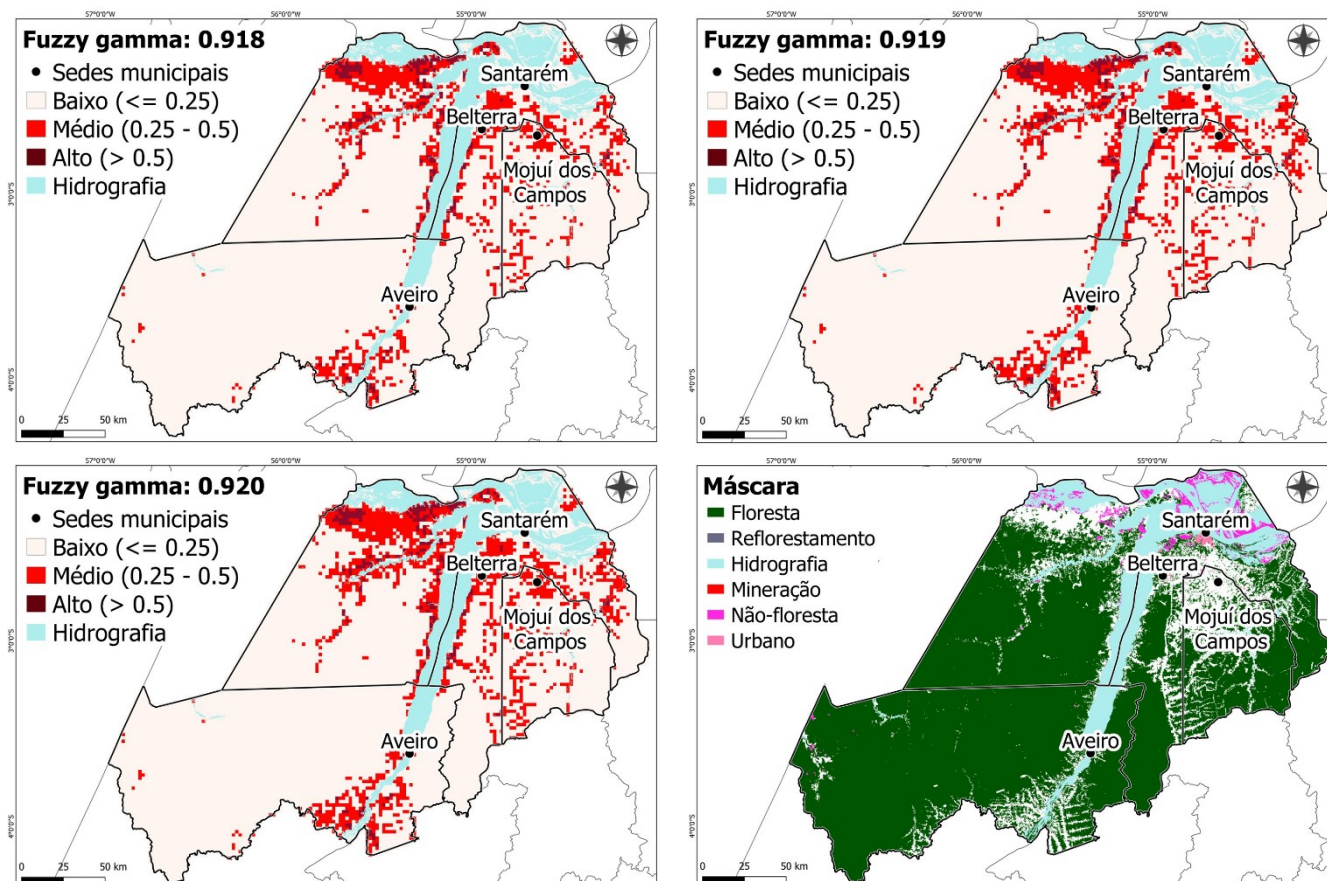 57°0'0"W
56°0'0"W
55°0'0"W
Fuzzy gamma: 0.918
Sedes municipais
Baixo (<= 0.25)
Médio (0.25 - 0.5)
Alto (> 0.5)
Hidrografia
Santarém
Belterra
Mojuí dos
Campos
Aveiro
3°0'0"S
4°0'0"S
0 25 50 km
57°0'0"W
56°0'0"W
55°0'0"W
Fuzzy gamma: 0.919
Sedes municipais
Baixo (<= 0.25)
Médio (0.25 - 0.5)
Alto (> 0.5)
Hidrografia
Santarém
Belterra
Mojuí dos
Campos
Aveiro
3°0'0"S
4°0'0"S
0 25 50 km
57°0'0"W
56°0'0"W
55°0'0"W
Fuzzy gamma: 0.920
Sedes municipais
Baixo (<= 0.25)
Médio (0.25 - 0.5)
Alto (> 0.5)
Hidrografia
Santarém
Belterra
Mojuí dos
Campos
Aveiro
3°0'0"S
4°0'0"S
0 25 50 km
57°0'0"W
56°0'0"W
55°0'0"W
Máscara
Floresta
Reflorestamento
Hidrografia
Mineração
Não-floresta
Urbano
Santarém
Belterra
Mojuí dos
Campos
Aveiro
3°0'0"S
4°0'0"S
0 25 50 km